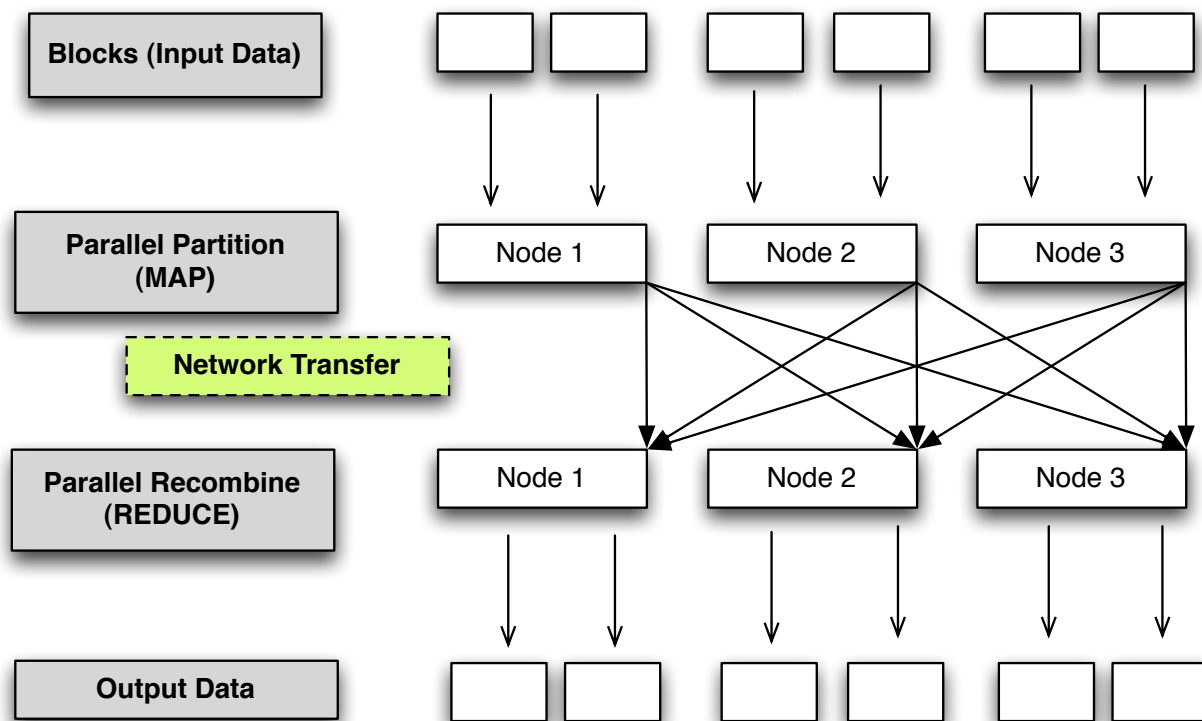 Blocks (Input Data)
Parallel Partition
(MAP)
Node 1
Node 2
Node 3
Network Transfer
Parallel Recombine
(REDUCE)
Node 1
Node 2
Node 3
Output Data